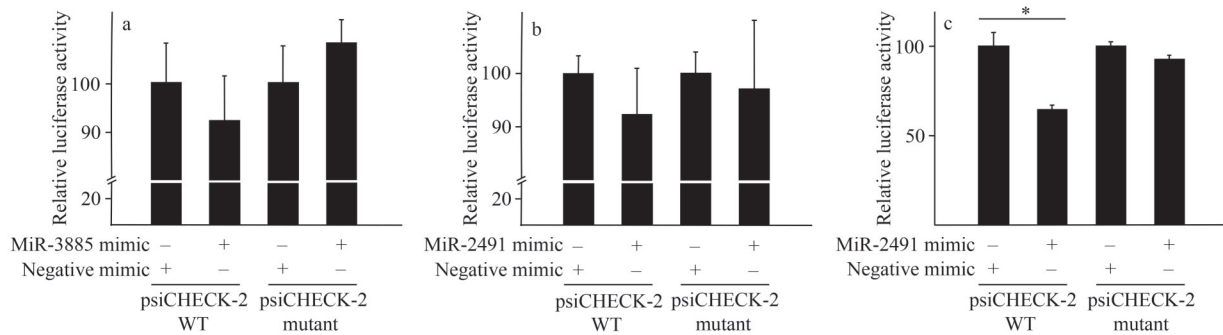 a
Relative luciferase activity
100
90
20
MiR-3885 mimic – + – +
Negative mimic + – + –
psiCHECK-2 WT
psiCHECK-2 mutant
b
Relative luciferase activity
100
90
20
MiR-2491 mimic – + – +
Negative mimic + – + –
psiCHECK-2 WT
psiCHECK-2 mutant
c
*
Relative luciferase activity
100
50
MiR-2491 mimic – + – +
Negative mimic + – + –
psiCHECK-2 WT
psiCHECK-2 mutant